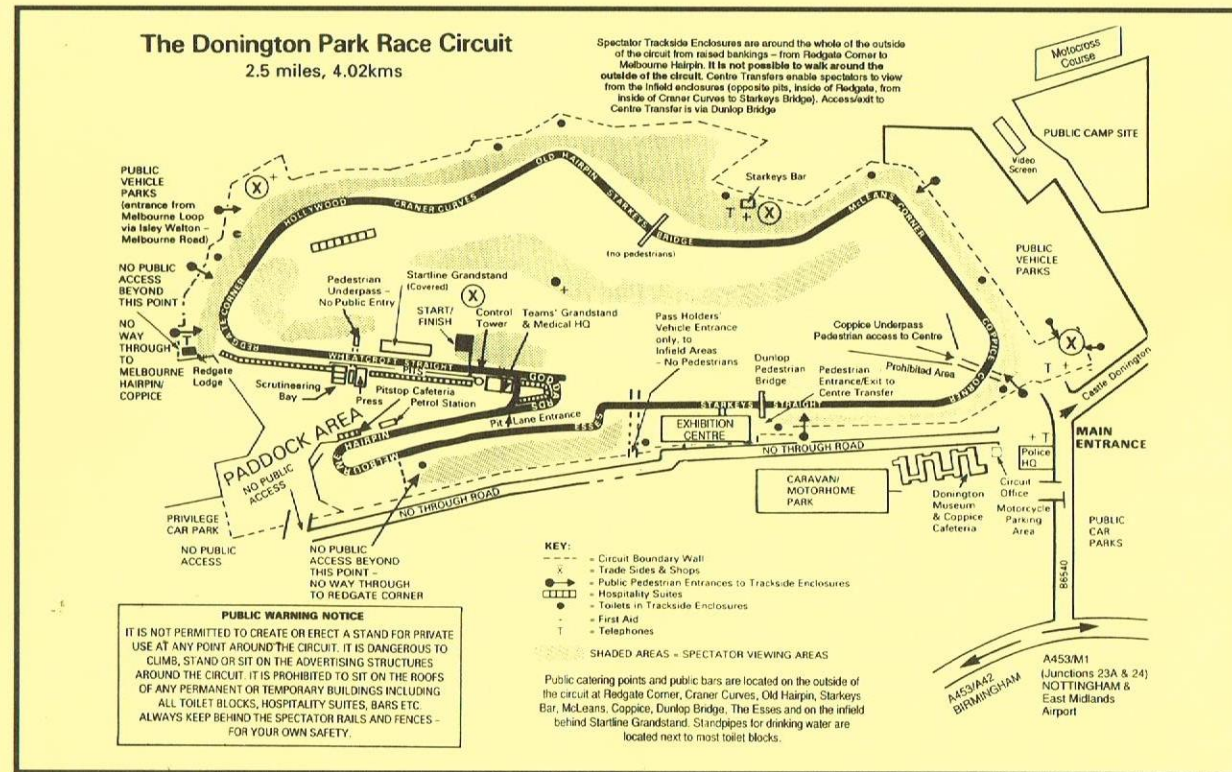 The Donington Park Race Circuit
2.5 miles, 4.02kms
Spectator Trackside Enclosures are around the whole of the outside
of the circuit from raised bankings – from Redgate Corner to
Melbourne Hairpin. It is not possible to walk around the
outside of the circuit. Centre Transfers enable spectators to view
from the Infield enclosures (opposite pits, inside of Redgate, from
inside of Craner Curves to Starkeys Bridge). Access/exit to
Centre Transfer is via Dunlop Bridge
Motocross
Course
PUBLIC CAMP SITE
Video
Screen
PUBLIC
VEHICLE
PARKS
(entrance from
Melbourne Loop
via Isley Walton –
Melbourne Road)
X
+
HOLLYWOOD
CRANER CURVES
OLD HAIRPIN
STARKEYS
BRIDGE
(no pedestrians)
Starkeys Bar
T +
X
McLEANS CORNER
PUBLIC
VEHICLE
PARKS
NO PUBLIC
ACCESS
BEYOND
THIS POINT
NO
WAY
THROUGH
TO
MELBOURNE
HAIRPIN/
COPPICE
T
REDGATE CORNER
Redgate
Lodge
Pedestrian
Underpass –
No Public Entry
Startline Grandstand
(Covered)
X
START/
FINISH
Control
Tower
Teams' Grandstand
& Medical HQ
+
Pass Holders'
Vehicle Entrance
only, to
Infield Areas
– No Pedestrians
Dunlop
Pedestrian
Bridge
Pedestrian
Entrance/Exit to
Centre Transfer
Coppice Underpass
Pedestrian access to Centre
Prohibited Area
COPPICE CORNER
X
T +
Castle Donington
WHEATCROFT STRAIGHT
PITS
GOODARDS
Scrutineering
Bay
Pitstop Cafeteria
Press
Petrol Station
Pit Lane Entrance
ESSES
MELBOURNE HAIRPIN
STARKEYS STRAIGHT
EXHIBITION
CENTRE
NO THROUGH ROAD
MAIN
ENTRANCE
+ T
Police
HQ
PADDOCK AREA
NO PUBLIC
ACCESS
NO THROUGH ROAD
CARAVAN/
MOTORHOME
PARK
Donington
Museum
& Coppice
Cafeteria
Circuit
Office
Motorcycle
Parking
Area
PUBLIC
CAR
PARKS
B6540
PRIVILEGE
CAR PARK
NO PUBLIC
ACCESS
NO PUBLIC
ACCESS BEYOND
THIS POINT –
NO WAY THROUGH
TO REDGATE CORNER
KEY:
= Circuit Boundary Wall
X = Trade Sides & Shops
= Public Pedestrian Entrances to Trackside Enclosures
= Hospitality Suites
= Toilets in Trackside Enclosures
- = First Aid
T = Telephones
SHADED AREAS = SPECTATOR VIEWING AREAS
Public catering points and public bars are located on the outside of
the circuit at Redgate Corner, Craner Curves, Old Hairpin, Starkeys
Bar, McLeans, Coppice, Dunlop Bridge, The Esses and on the infield
behind Startline Grandstand. Standpipes for drinking water are
located next to most toilet blocks.
PUBLIC WARNING NOTICE
IT IS NOT PERMITTED TO CREATE OR ERECT A STAND FOR PRIVATE
USE AT ANY POINT AROUND THE CIRCUIT. IT IS DANGEROUS TO
CLIMB, STAND OR SIT ON THE ADVERTISING STRUCTURES
AROUND THE CIRCUIT. IT IS PROHIBITED TO SIT ON THE ROOFS
OF ANY PERMANENT OR TEMPORARY BUILDINGS INCLUDING
ALL TOILET BLOCKS, HOSPITALITY SUITES, BARS ETC.
ALWAYS KEEP BEHIND THE SPECTATOR RAILS AND FENCES –
FOR YOUR OWN SAFETY.
A453/A42
BIRMINGHAM
A453/M1
(Junctions 23A & 24)
NOTTINGHAM &
East Midlands
Airport